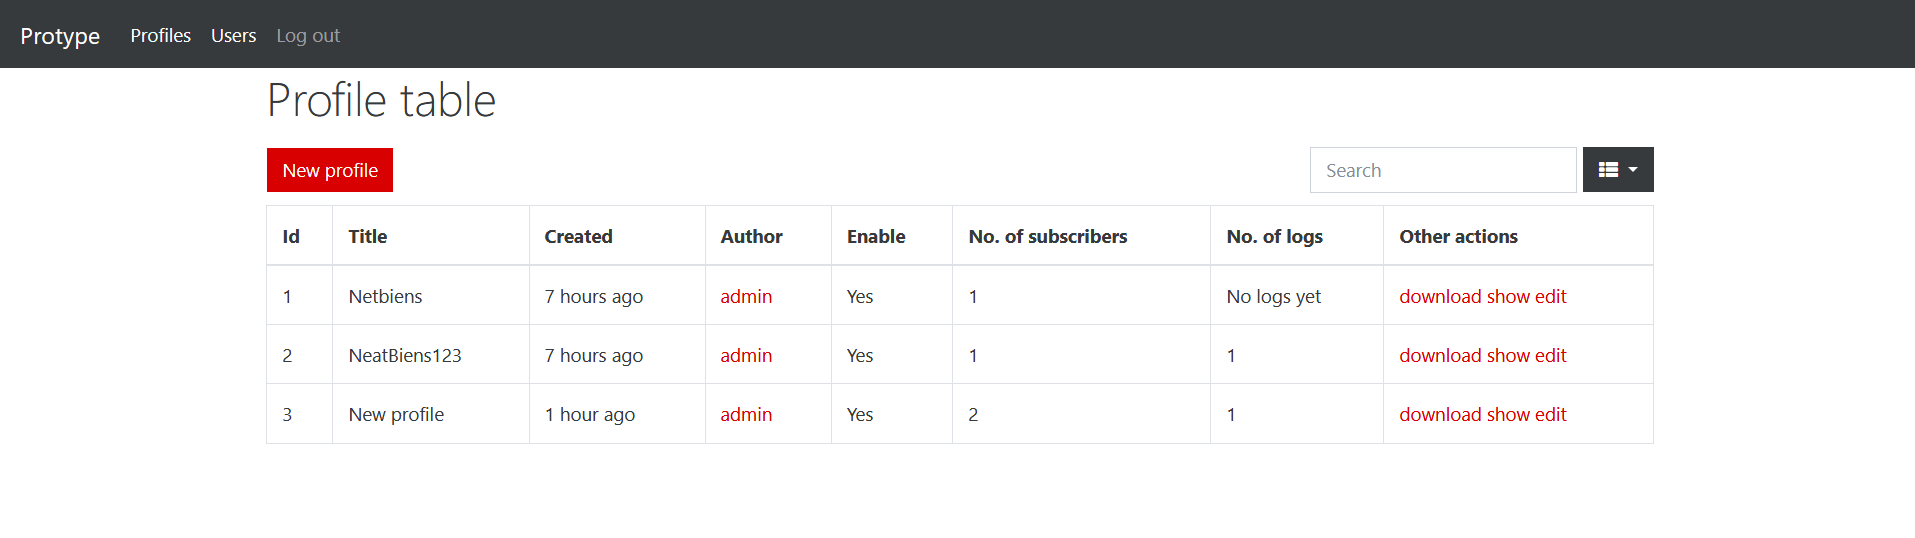 Protype Profiles Users Log out
Profile table
New profile Search
Id Title Created Author Enable No. of subscribers No. of logs Other actions
1 Netbiens 7 hours ago admin Yes 1 No logs yet download show edit
2 NeatBiens123 7 hours ago admin Yes 1 1 download show edit
3 New profile 1 hour ago admin Yes 2 1 download show edit